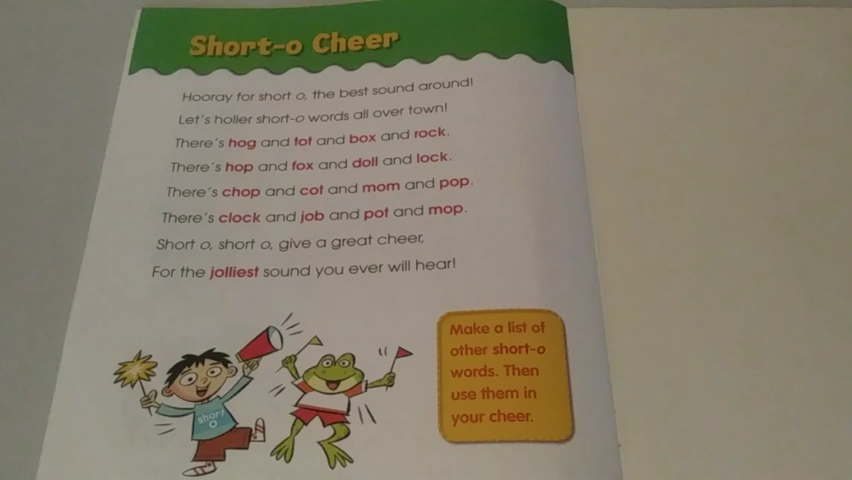 Short-o Cheer
Hooray for short o, the best sound around!
Let's holler short-o words all over town!
There's hog and tot and box and rock.
There's hop and fox and doll and lock.
There's chop and cot and mom and pop.
There's clock and job and pot and mop.
Short o, short o, give a great cheer,
For the jolliest sound you ever will hear!
short
o
Make a list of
other short-o
words. Then
use them in
your cheer.